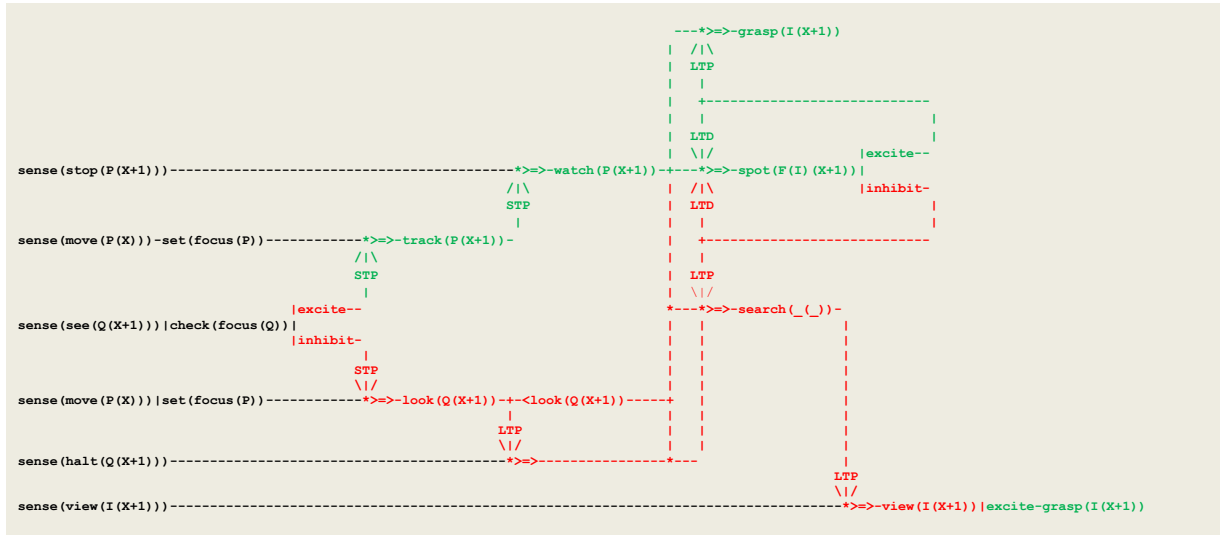 ---*>=>-grasp(I(X+1))
| /|\
| LTP
| |
| +----------------------------
| | |
| LTD |
| \|/ |excite--
sense(stop(P(X+1)))-------------------------------------------*>=>-watch(P(X+1))-+---*>=>-spot(F(I)(X+1))|
/|\ | /|\ |inhibit-
STP | LTD |
| | | |
sense(move(P(X)))-set(focus(P))------------*>=>-track(P(X+1))- | +----------------------------
/|\ | |
STP | LTP
| | \|/
|excite-- *---*>=>-search(_(_))-
sense(see(Q(X+1)))|check(focus(Q))| | | |
|inhibit- | | |
| | | |
STP | | |
\|/ | | |
sense(move(P(X)))|set(focus(P))------------*>=>-look(Q(X+1))-+-<look(Q(X+1))-----+ | |
| | | |
LTP | | |
\|/ | | |
sense(halt(Q(X+1)))------------------------------------------*>=>----------------*--- |
LTP
\|/
sense(view(I(X+1)))------------------------------------------------------------------------------------*>=>-view(I(X+1))|excite-grasp(I(X+1))